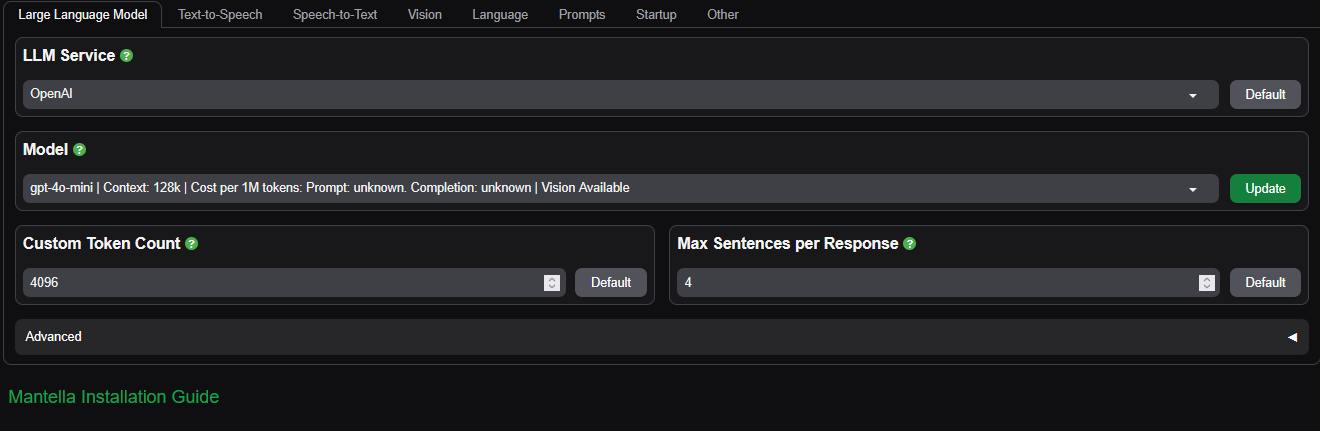 Large Language Model Text-to-Speech Speech-to-Text Vision Language Prompts Startup Other
LLM Service ?
OpenAI Default
Model ?
gpt-4o-mini | Context: 128k | Cost per 1M tokens: Prompt: unknown. Completion: unknown | Vision Available Update
Custom Token Count ? Max Sentences per Response ?
4096 Default 4 Default
Advanced
Mantella Installation Guide